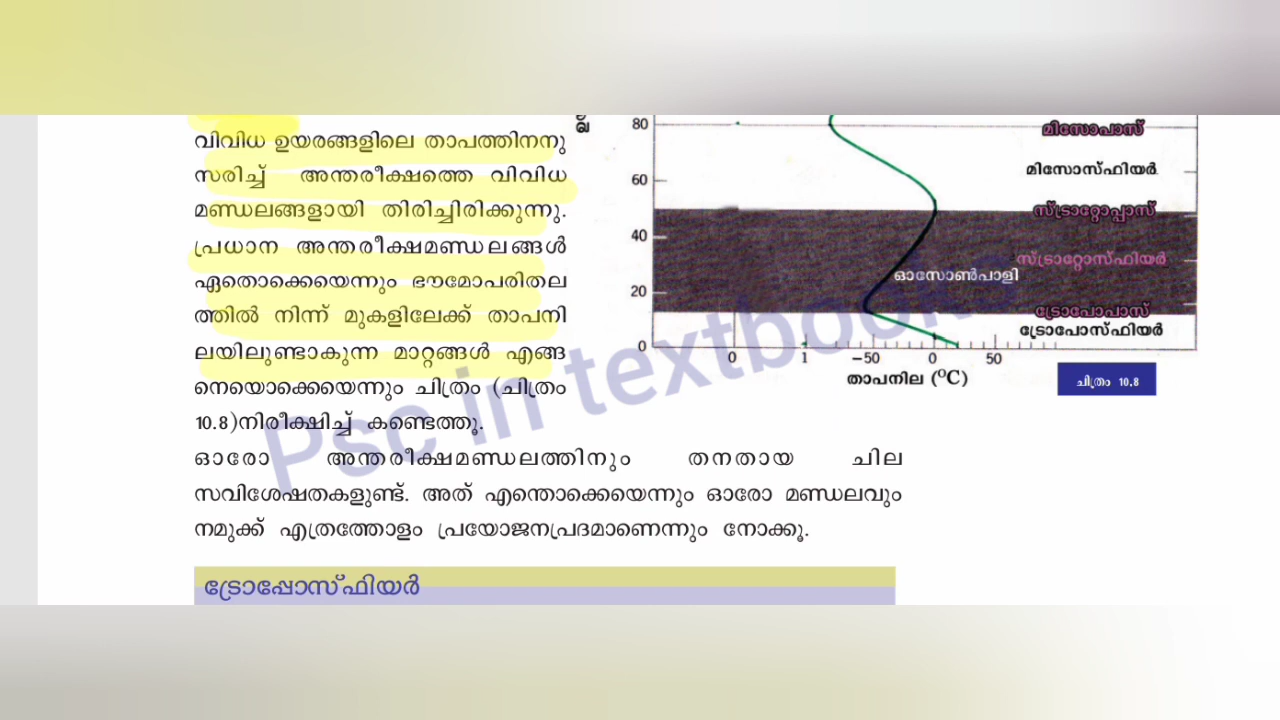 വിവിധ ഉയരങ്ങളിലെ താപത്തിനനു
സരിച്ച് അന്തരീക്ഷത്തെ വിവിധ
മണ്ഡലങ്ങളായി തിരിച്ചിരിക്കുന്നു.
പ്രധാന അന്തരീക്ഷമണ്ഡലങ്ങൾ
ഏതൊക്കെയെന്നും ഭൗമോപരിതല
ത്തിൽ നിന്ന് മുകളിലേക്ക് താപനി
ലയിലുണ്ടാകുന്ന മാറ്റങ്ങൾ എങ്ങ
നെയൊക്കെയെന്നും ചിത്രം (ചിത്രം
10.8)നിരീക്ഷിച്ച് കണ്ടെത്തൂ.
80
60
40
20
0
മിസോപാസ്
മിസോസ്ഫിയർ
സ്ട്രാറ്റോപ്പാസ്
സ്ട്രാറ്റോസ്ഫിയർ
ഓസോൺപാളി
ട്രോപോപാസ്
ട്രോപോസ്ഫിയർ
0 1 −50 0 50
താപനില (⁰C)
ചിത്രം 10.8
ഓരോ അന്തരീക്ഷമണ്ഡലത്തിനും തനതായ ചില
സവിശേഷതകളുണ്ട്. അത് എന്തൊക്കെയെന്നും ഓരോ മണ്ഡലവും
നമുക്ക് എത്രത്തോളം പ്രയോജനപ്രദമാണെന്നും നോക്കൂ.
ട്രോപ്പോസ്ഫിയർ
Psc in textbooks